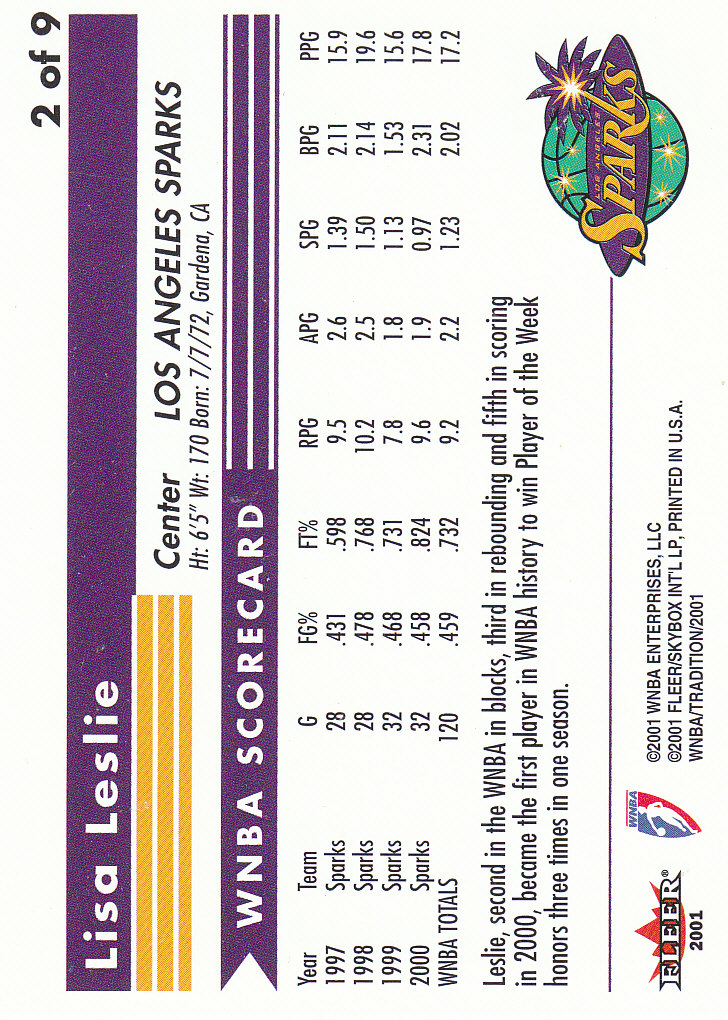 2 of 9
Lisa Leslie
Center LOS ANGELES SPARKS
Ht: 6'5" Wt: 170 Born: 7/7/72, Gardena, CA
WNBA SCORECARD
Year Team G FG% FT% RPG APG SPG BPG PPG
1997 Sparks 28 .431 .598 9.5 2.6 1.39 2.11 15.9
1998 Sparks 28 .478 .768 10.2 2.5 1.50 2.14 19.6
1999 Sparks 32 .468 .731 7.8 1.8 1.13 1.53 15.6
2000 Sparks 32 .458 .824 9.6 1.9 0.97 2.31 17.8
WNBA TOTALS 120 .459 .732 9.2 2.2 1.23 2.02 17.2
Leslie, second in the WNBA in blocks, third in rebounding and fifth in scoring
in 2000, became the first player in WNBA history to win Player of the Week
honors three times in one season.
LOS ANGELES
SPARKS
FLEER®
2001
WNBA
©2001 WNBA ENTERPRISES, LLC
©2001 FLEER/SKYBOX INT'L LP, PRINTED IN U.S.A.
WNBA/TRADITION/2001